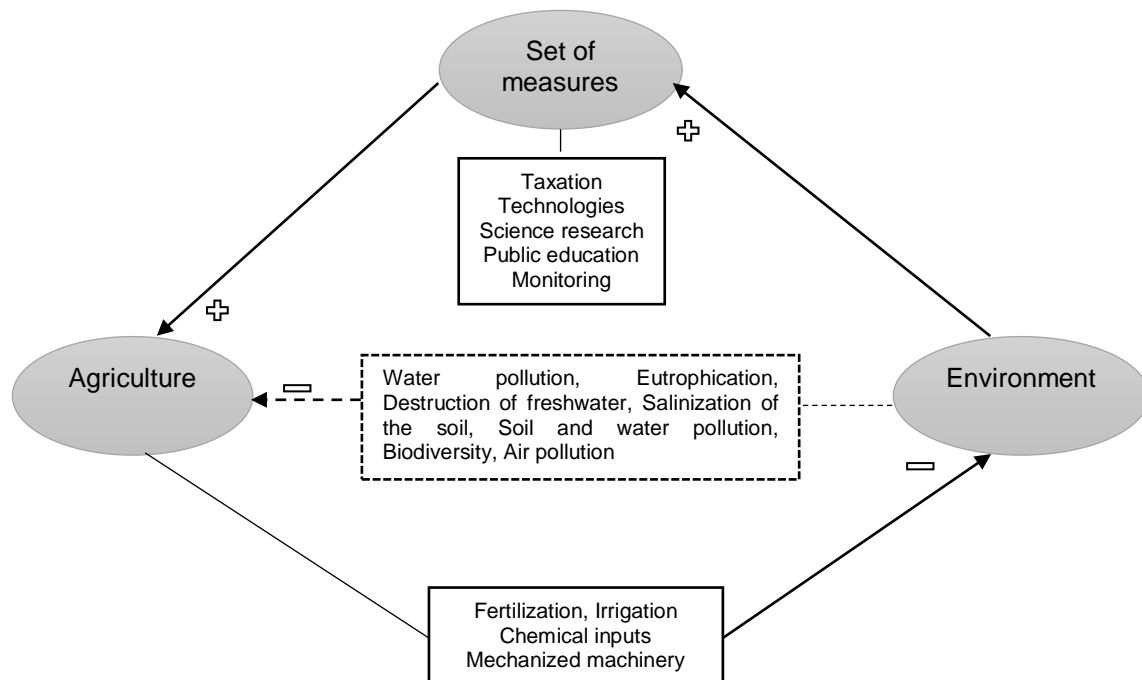 Set of
measures
Taxation
Technologies
Science research
Public education
Monitoring
Agriculture
Water pollution, Eutrophication,
Destruction of freshwater, Salinization of
the soil, Soil and water pollution,
Biodiversity, Air pollution
Environment
Fertilization, Irrigation
Chemical inputs
Mechanized machinery